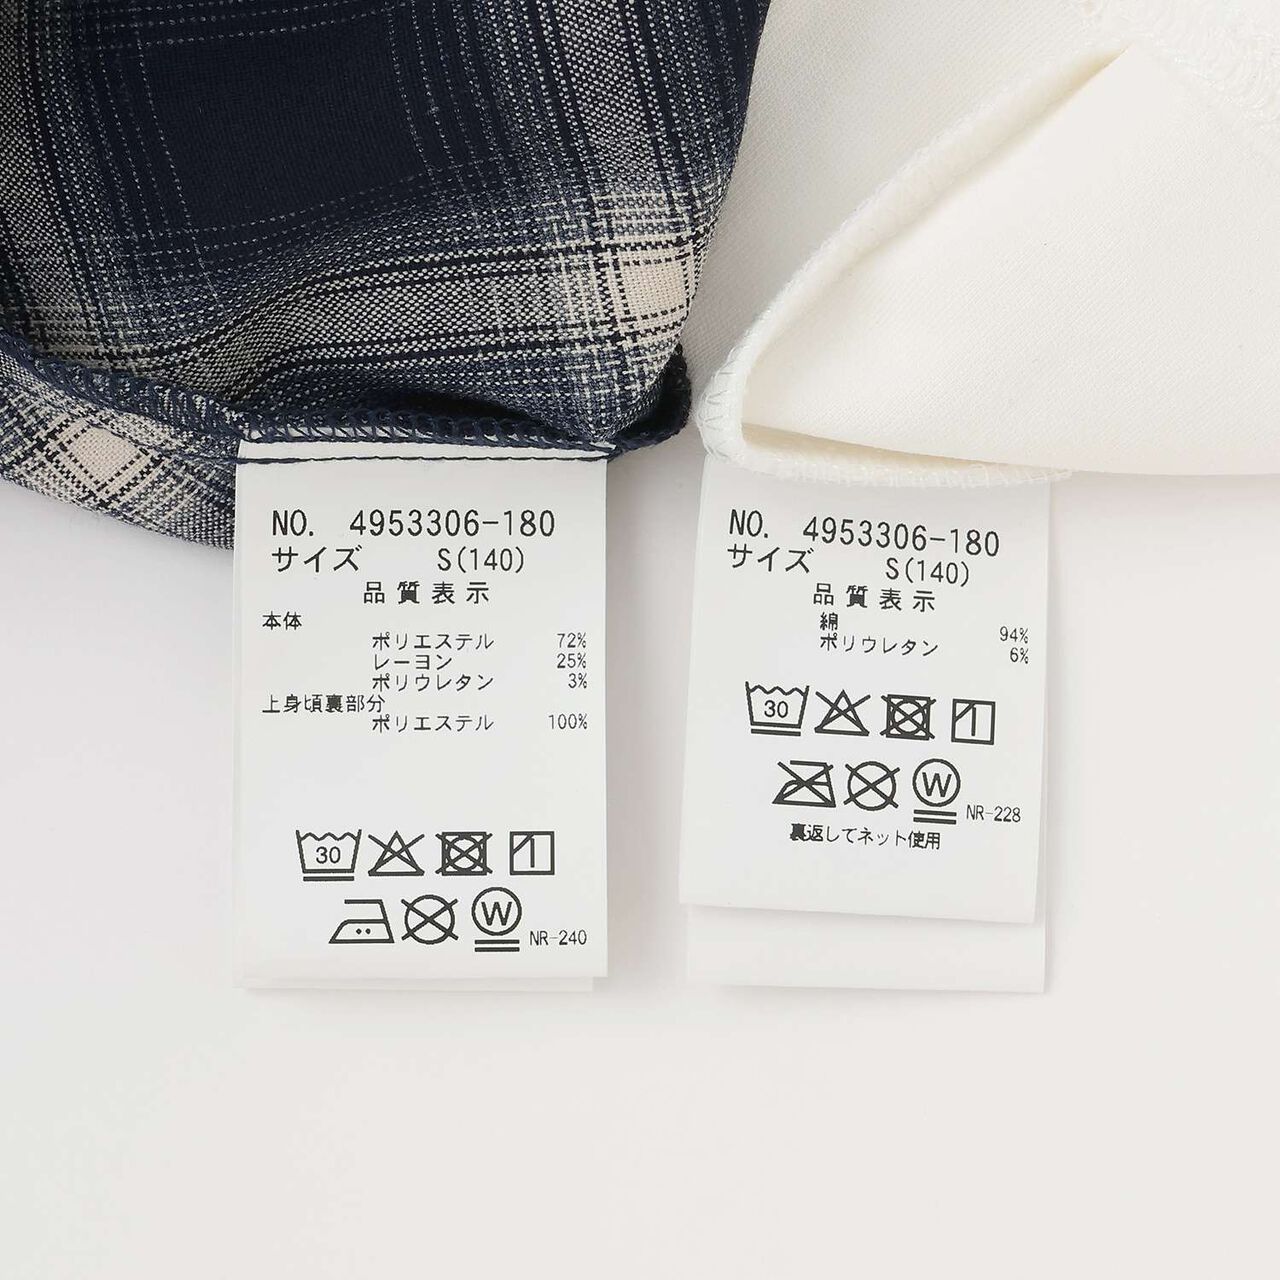 NO. 4953306-180
サイズ S(140)
品質表示
本体
ポリエステル 72%
レーヨン 25%
ポリウレタン 3%
上身頃裏部分
ポリエステル 100%
30
W
NR-240
NO. 4953306-180
サイズ S(140)
品質表示
綿 94%
ポリウレタン 6%
30
W
NR-228
裏返してネット使用